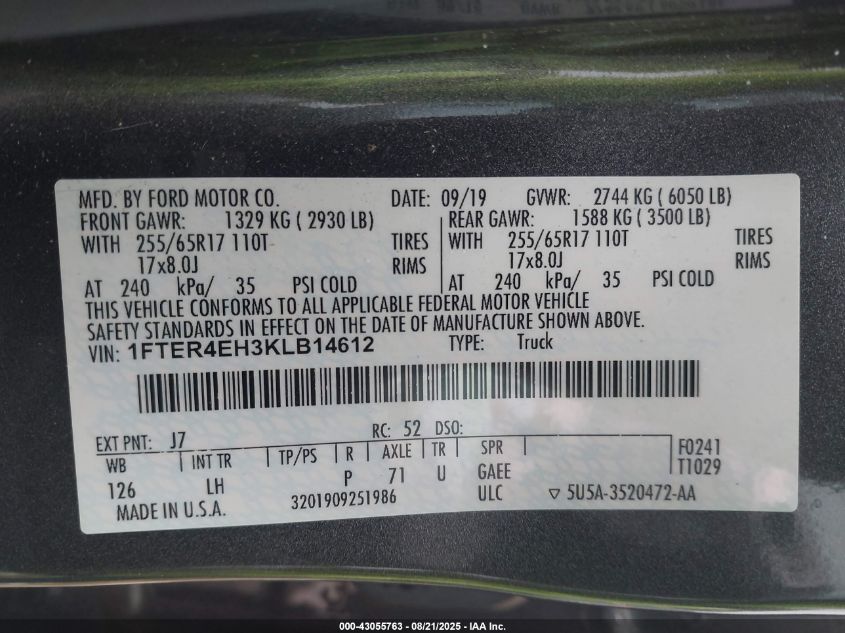 MFD. BY FORD MOTOR CO. DATE: 09/19 GVWR: 2744 KG ( 6050 LB)
FRONT GAWR: 1329 KG ( 2930 LB) REAR GAWR: 1588 KG ( 3500 LB)
WITH 255/65R17 110T TIRES WITH 255/65R17 110T TIRES
17x8.0J RIMS 17x8.0J RIMS
AT 240 kPa/ 35 PSI COLD AT 240 kPa/ 35 PSI COLD
THIS VEHICLE CONFORMS TO ALL APPLICABLE FEDERAL MOTOR VEHICLE
SAFETY STANDARDS IN EFFECT ON THE DATE OF MANUFACTURE SHOWN ABOVE.
VIN: 1FTER4EH3KLB14612 TYPE: Truck
EXT PNT: J7 RC: 52 DSO:
WB INT TR TP/PS R AXLE TR SPR F0241
126 LH P 71 U GAEE T1029
MADE IN U.S.A. 3201909251986 ULC ▽ 5U5A-3520472-AA
000-43055763 - 08/21/2025 - IAA Inc.